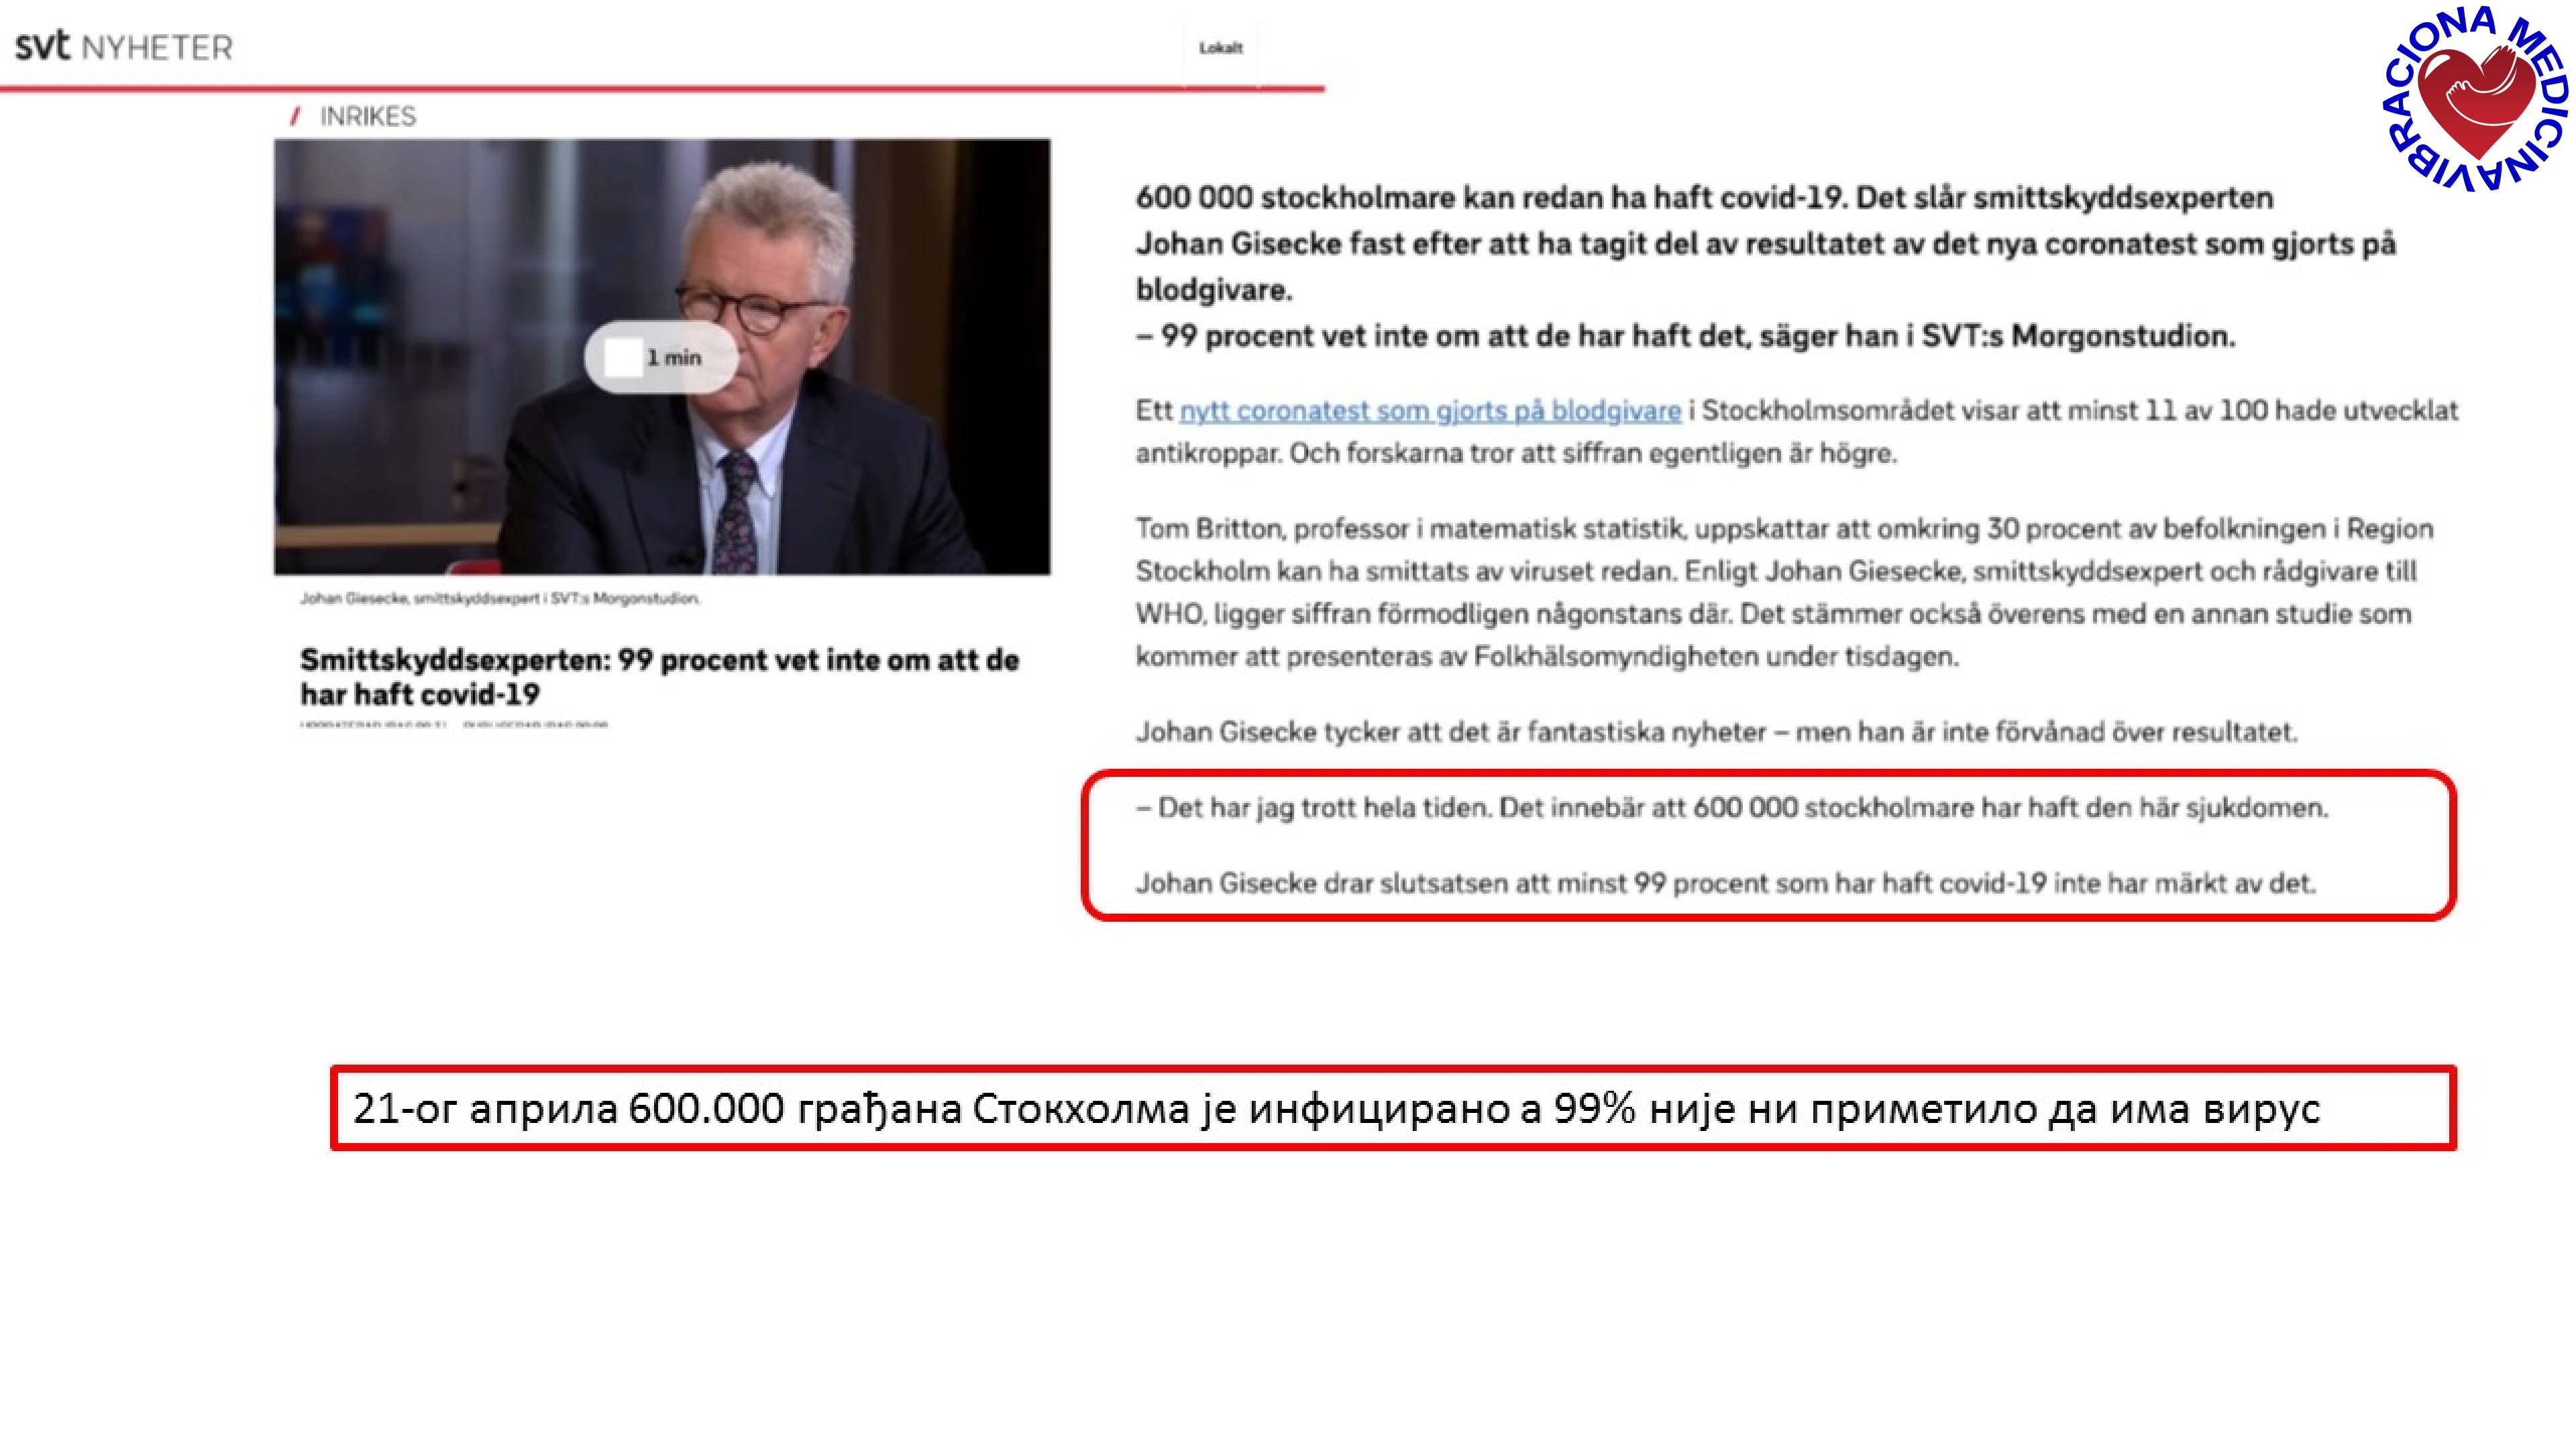 svt NYHETER
Lokalt
VIBRACIONA MEDICINA
/ INRIKES
1 min
Johan Giesecke, smittskyddsexpert i SVT:s Morgonstudion.
Smittskyddsexperten: 99 procent vet inte om att de
har haft covid-19
600 000 stockholmare kan redan ha haft covid-19. Det slår smittskyddsexperten
Johan Gisecke fast efter att ha tagit del av resultatet av det nya coronatest som gjorts på
blodgivare.
– 99 procent vet inte om att de har haft det, säger han i SVT:s Morgonstudion.
Ett nytt coronatest som gjorts på blodgivare i Stockholmsområdet visar att minst 11 av 100 hade utvecklat
antikroppar. Och forskarna tror att siffran egentligen är högre.
Tom Britton, professor i matematisk statistik, uppskattar att omkring 30 procent av befolkningen i Region
Stockholm kan ha smittats av viruset redan. Enligt Johan Giesecke, smittskyddsexpert och rådgivare till
WHO, ligger siffran förmodligen någonstans där. Det stämmer också överens med en annan studie som
kommer att presenteras av Folkhälsomyndigheten under tisdagen.
Johan Gisecke tycker att det är fantastiska nyheter – men han är inte förvånad över resultatet.
– Det har jag trott hela tiden. Det innebär att 600 000 stockholmare har haft den här sjukdomen.
Johan Gisecke drar slutsatsen att minst 99 procent som har haft covid-19 inte har märkt av det.
21-ог априла 600.000 грађана Стокхолма је инфицирано а 99% није ни приметило да има вирус